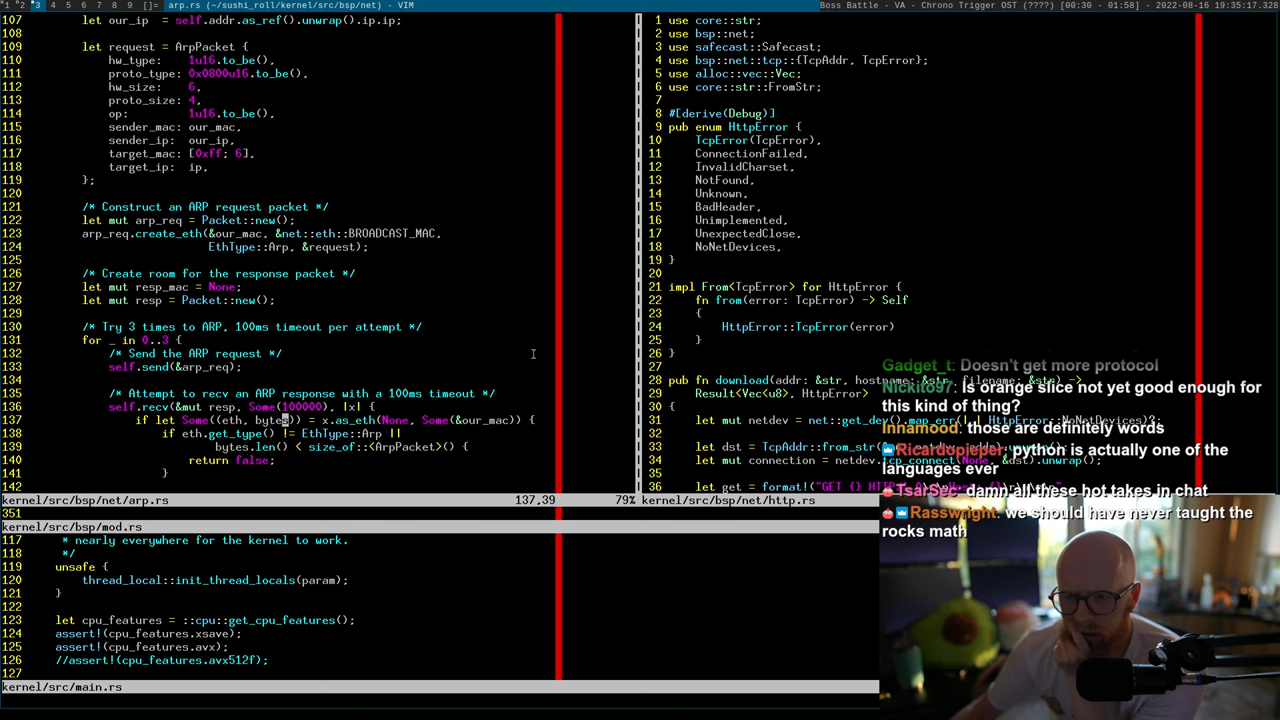 1 2 3 4 5 6 7 8 9 []= arp.rs (~/sushi_roll/kernel/src/bsp/net) - VIM
Boss Battle - VA - Chrono Trigger OST (????) [00:30 - 01:58] - 2022-08-16 19:35:17.328
107 let our_ip = self.addr.as_ref().unwrap().ip.ip;
108
109 let request = ArpPacket {
110 hw_type: 1u16.to_be(),
111 proto_type: 0x0800u16.to_be(),
112 hw_size: 6,
113 proto_size: 4,
114 op: 1u16.to_be(),
115 sender_mac: our_mac,
116 sender_ip: our_ip,
117 target_mac: [0xff; 6],
118 target_ip: ip,
119 };
120
121 /* Construct an ARP request packet */
122 let mut arp_req = Packet::new();
123 arp_req.create_eth(&our_mac, &net::eth::BROADCAST_MAC,
124 EthType::Arp, &request);
125
126 /* Create room for the response packet */
127 let mut resp_mac = None;
128 let mut resp = Packet::new();
129
130 /* Try 3 times to ARP, 100ms timeout per attempt */
131 for _ in 0..3 {
132 /* Send the ARP request */
133 self.send(&arp_req);
134
135 /* Attempt to recv an ARP response with a 100ms timeout */
136 self.recv(&mut resp, Some(100000), |x| {
137 if let Some((eth, bytes)) = x.as_eth(None, Some(&our_mac)) {
138 if eth.get_type() != EthType::Arp ||
139 bytes.len() < size_of::<ArpPacket>() {
140 return false;
141 }
142
kernel/src/bsp/net/arp.rs 137,39 79%
351
kernel/src/bsp/mod.rs
117 * nearly everywhere for the kernel to work.
118 */
119 unsafe {
120 thread_local::init_thread_locals(param);
121 }
122
123 let cpu_features = ::cpu::get_cpu_features();
124 assert!(cpu_features.xsave);
125 assert!(cpu_features.avx);
126 //assert!(cpu_features.avx512f);
127
kernel/src/main.rs
1 use core::str;
2 use bsp::net;
3 use safecast::Safecast;
4 use bsp::net::tcp::{TcpAddr, TcpError};
5 use alloc::vec::Vec;
6 use core::str::FromStr;
7
8 #[derive(Debug)]
9 pub enum HttpError {
10 TcpError(TcpError),
11 ConnectionFailed,
12 InvalidCharset,
13 NotFound,
14 Unknown,
15 BadHeader,
16 Unimplemented,
17 UnexpectedClose,
18 NoNetDevices,
19 }
20
21 impl From<TcpError> for HttpError {
22 fn from(error: TcpError) -> Self
23 {
24 HttpError::TcpError(error)
25 }
26 }
27
28 pub fn download(addr: &str, hostname: &str, filename: &str) ->
29 Result<Vec<u8>, HttpError>
30 {
31 let mut netdev = net::get_dev().map_err(| | HttpError::NoNetDevices)?;
32
33 let dst = TcpAddr::from_str(
34 let mut connection = netdev.tcp_connect(None, &dst).unwrap();
35
36 let get = format!("GET {}
kernel/src/bsp/net/http.rs
Gadget_t: Doesn't get more protocol
Nickito97: Is orange slice not yet good enough for
this kind of thing?
Innamood: those are definitely words
Ricardopieper: python is actually one of the
languages ever
TsarSec: damn all these hot takes in chat
Rasswright: we should have never taught the
rocks math